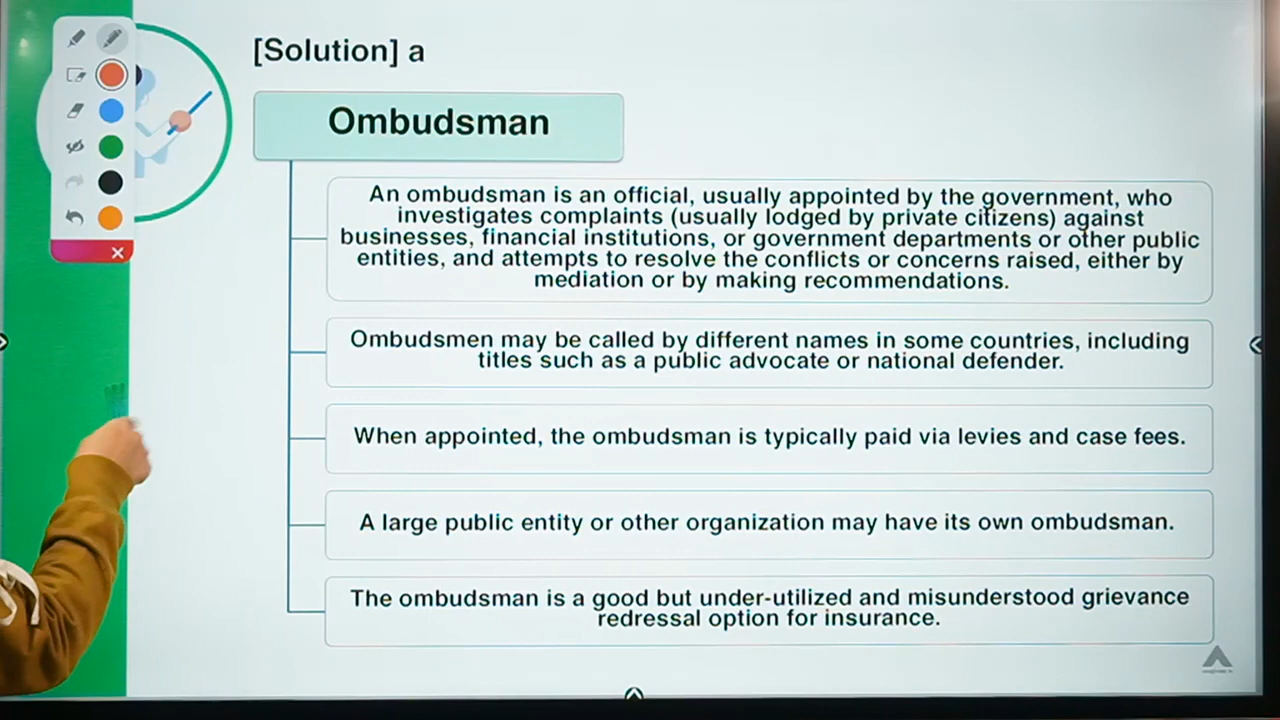 [Solution] a
Ombudsman
An ombudsman is an official, usually appointed by the government, who
investigates complaints (usually lodged by private citizens) against
businesses, financial institutions, or government departments or other public
entities, and attempts to resolve the conflicts or concerns raised, either by
mediation or by making recommendations.
Ombudsmen may be called by different names in some countries, including
titles such as a public advocate or national defender.
When appointed, the ombudsman is typically paid via levies and case fees.
A large public entity or other organization may have its own ombudsman.
The ombudsman is a good but under-utilized and misunderstood grievance
redressal option for insurance.